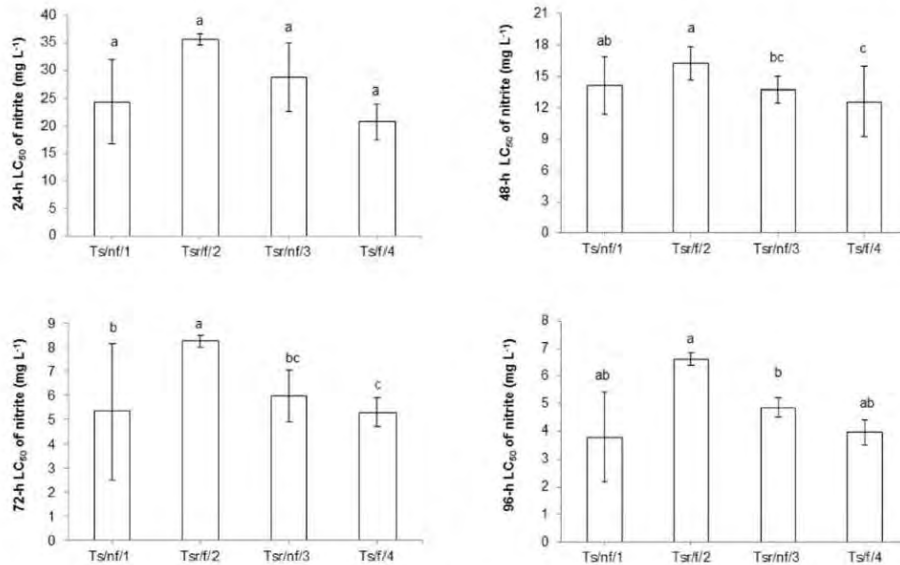 24-h LC50 of nitrite (mg L-1)
40
35
30
25
20
15
10
5
0
a
a
a
a
Ts/nf/1 Tsr/f/2 Tsr/nf/3 Ts/f/4
48-h LC50 of nitrite (mg L-1)
21
18
15
12
9
6
3
0
ab
a
bc
c
Ts/nf/1 Tsr/f/2 Tsr/nf/3 Ts/f/4
72-h LC50 of nitrite (mg L-1)
9
8
7
6
5
4
3
2
1
0
b
a
bc
c
Ts/nf/1 Tsr/f/2 Tsr/nf/3 Ts/f/4
96-h LC50 of nitrite (mg L-1)
8
7
6
5
4
3
2
1
0
ab
a
b
ab
Ts/nf/1 Tsr/f/2 Tsr/nf/3 Ts/f/4